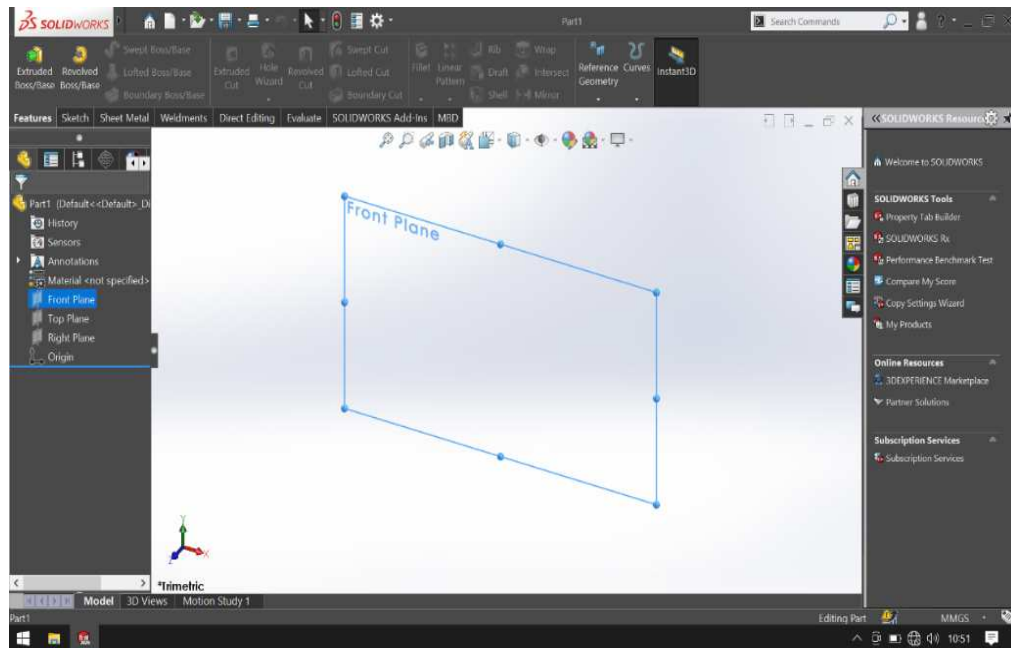 SOLIDWORKS
Part1
Search Commands
Extruded Boss/Base
Revolved Boss/Base
Swept Boss/Base
Lofted Boss/Base
Boundary Boss/Base
Extruded Cut
Hole Wizard
Revolved Cut
Swept Cut
Lofted Cut
Boundary Cut
Fillet
Linear Pattern
Rib
Draft
Shell
Wrap
Intersect
Mirror
Reference Geometry
Curves
Instant3D
Features Sketch Sheet Metal Weldments Direct Editing Evaluate SOLIDWORKS Add-Ins MBD
Part1 (Default<<Default>_Di
History
Sensors
Annotations
Material <not specified>
Front Plane
Top Plane
Right Plane
Origin
Front Plane
Y
X
Z
*Trimetric
SOLIDWORKS Resourc
Welcome to SOLIDWORKS
SOLIDWORKS Tools
Property Tab Builder
SOLIDWORKS Rx
Performance Benchmark Test
Compare My Score
Copy Settings Wizard
My Products
Online Resources
3DEXPERIENCE Marketplace
Partner Solutions
Subscription Services
Subscription Services
Model 3D Views Motion Study 1
Part1
Editing Part
MMGS
10:51